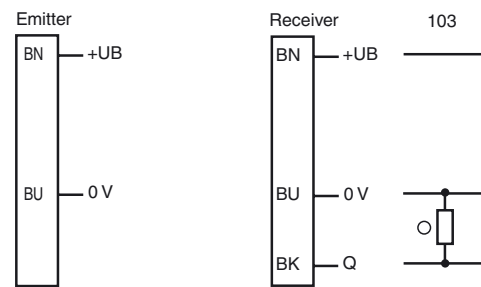 Emitter
BN +UB
BU 0 V
Receiver
BN +UB
BU 0 V
BK Q
103